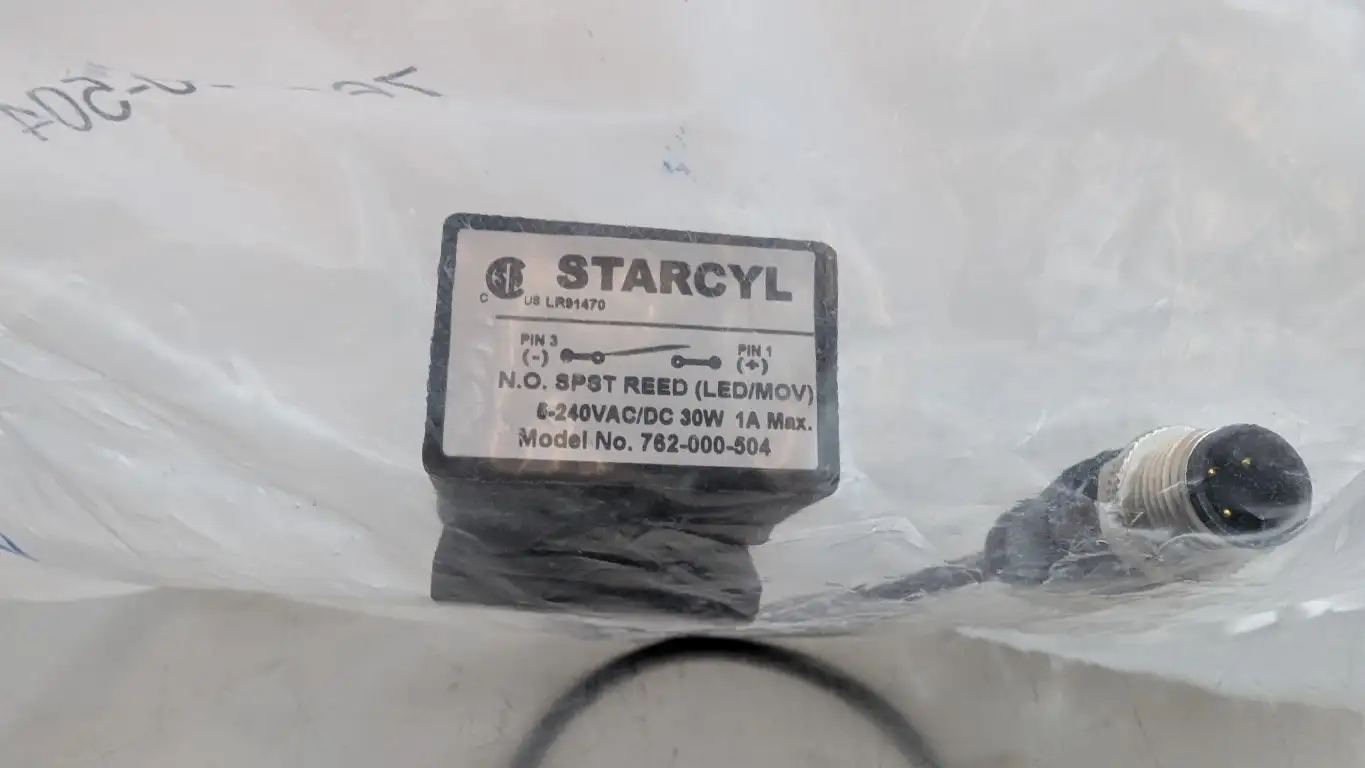 -504
STARCYL
C US LR91470
PIN 3 PIN 1
(-) (+)
N.O. SPST REED (LED/MOV)
5-240VAC/DC 30W 1A Max.
Model No. 762-000-504